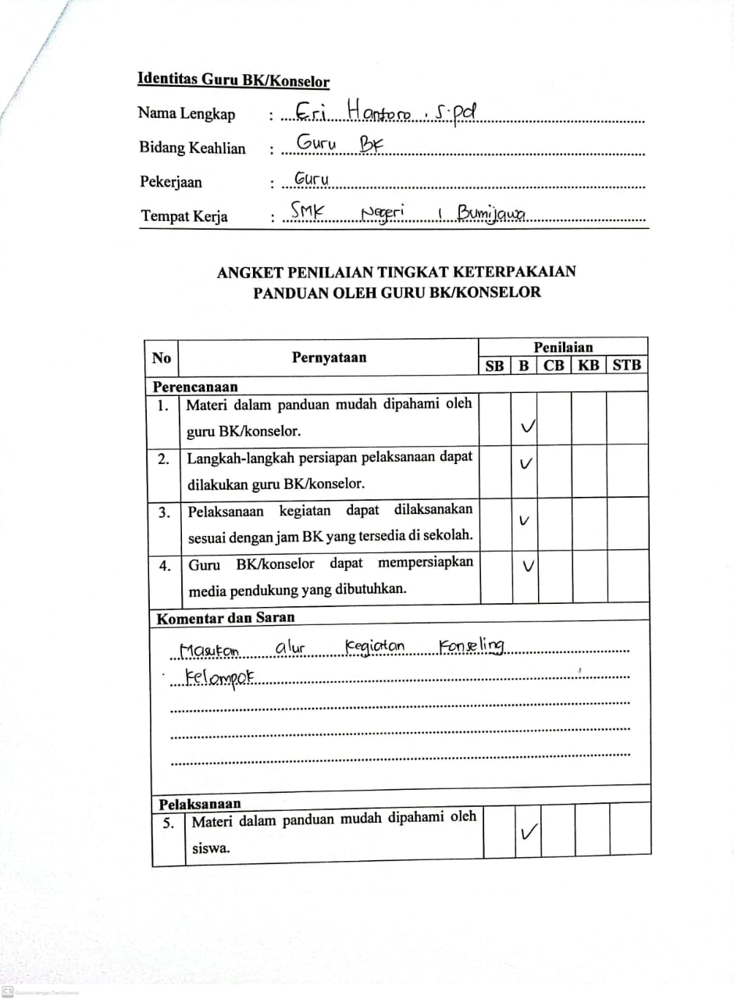 Identitas Guru BK/Konselor
Nama Lengkap : Eri Hantoro, S.pd
Bidang Keahlian : Guru BK
Pekerjaan : Guru
Tempat Kerja : SMK Negeri 1 Bumijawa
ANGKET PENILAIAN TINGKAT KETERPAKAIAN
PANDUAN OLEH GURU BK/KONSELOR
No Pernyataan Penilaian
SB B CB KB STB
Perencanaan
1. Materi dalam panduan mudah dipahami oleh
guru BK/konselor. ✓
2. Langkah-langkah persiapan pelaksanaan dapat ✓
dilakukan guru BK/konselor.
3. Pelaksanaan kegiatan dapat dilaksanakan ✓
sesuai dengan jam BK yang tersedia di sekolah.
4. Guru BK/konselor dapat mempersiapkan ✓
media pendukung yang dibutuhkan.
Komentar dan Saran
Masukan alur kegiatan Konseling
Kelompok
Pelaksanaan
5. Materi dalam panduan mudah dipahami oleh ✓
siswa.
CS Dipindai dengan CamScanner